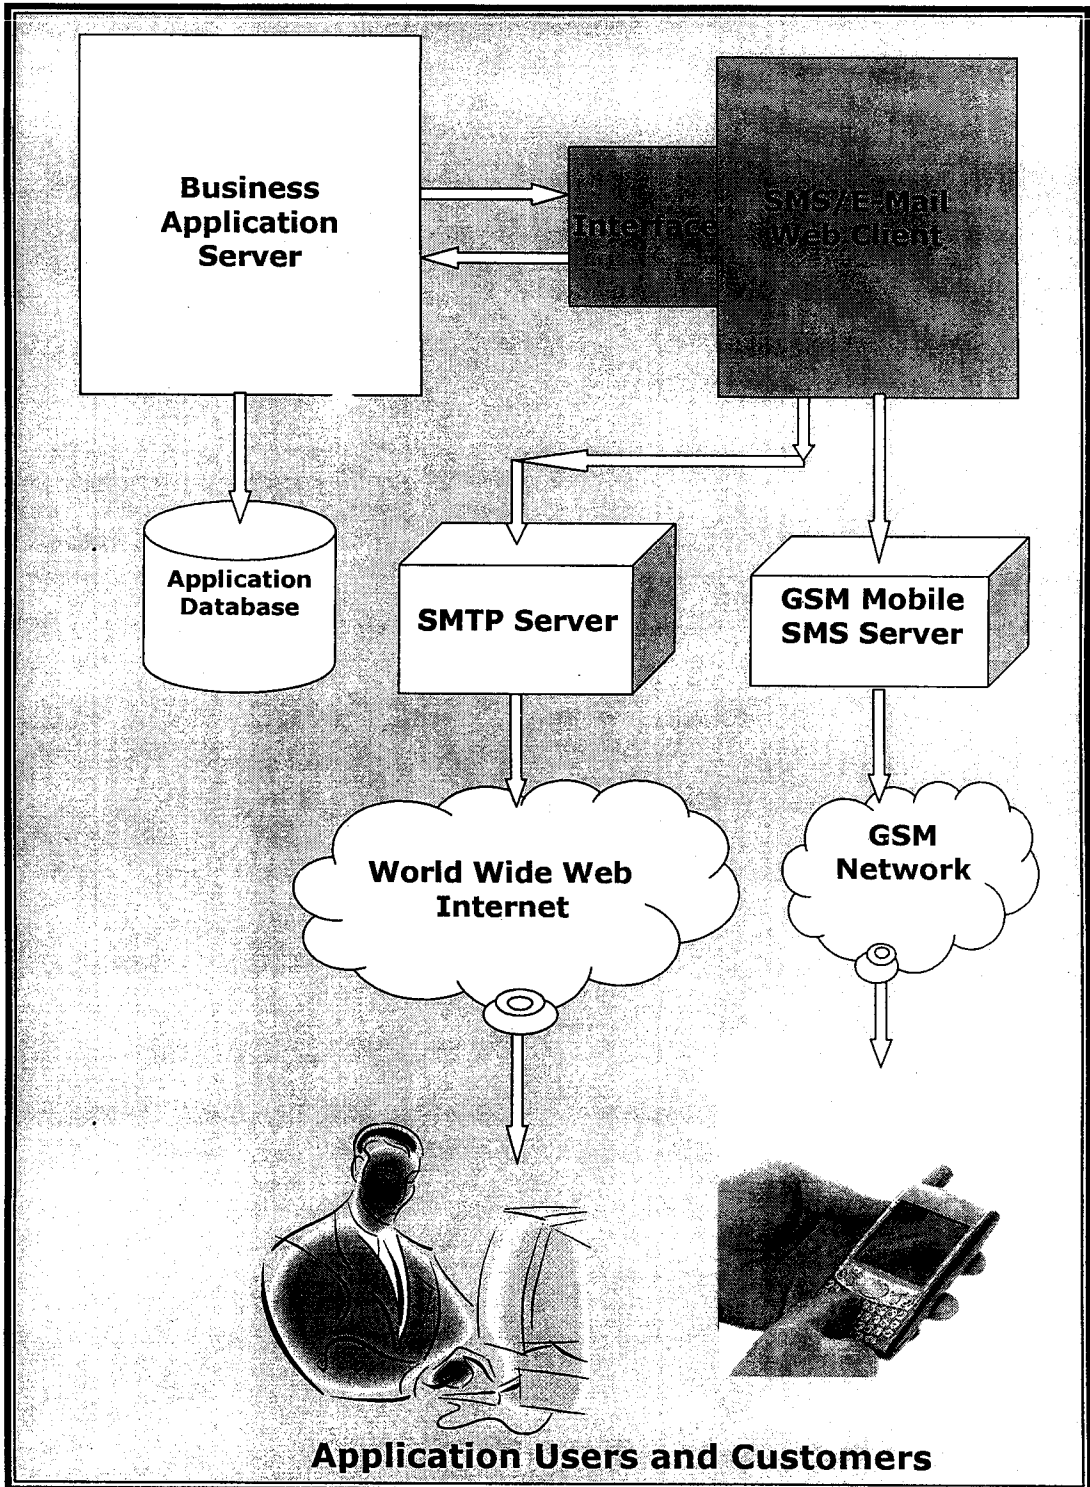 Business
Application
Server
Interface
SMS/E-Mail
Web Client
Application
Database
SMTP Server
GSM Mobile
SMS Server
World Wide Web
Internet
GSM
Network
Application Users and Customers